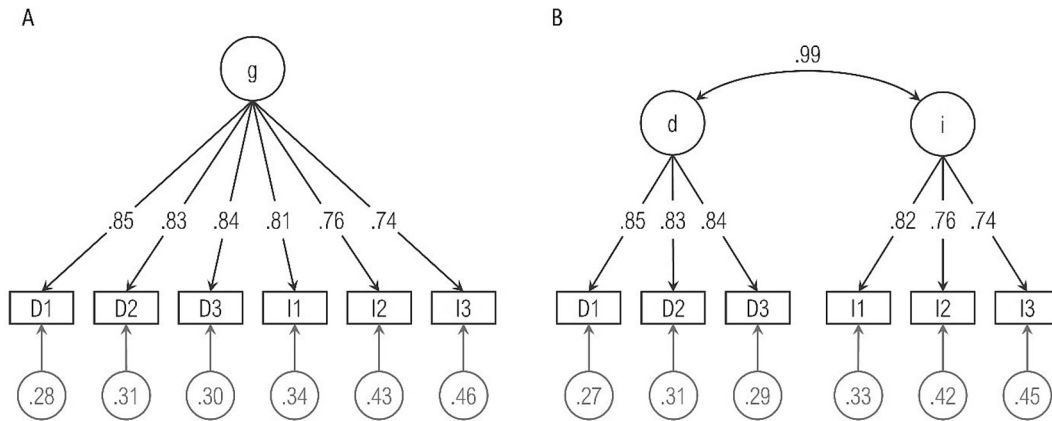 A B
.99
g
d i
.85 .83 .84 .81 .76 .74 .85 .83 .84 .82 .76 .74
D1 D2 D3 I1 I2 I3 D1 D2 D3 I1 I2 I3
.28 .31 .30 .34 .43 .46 .27 .31 .29 .33 .42 .45